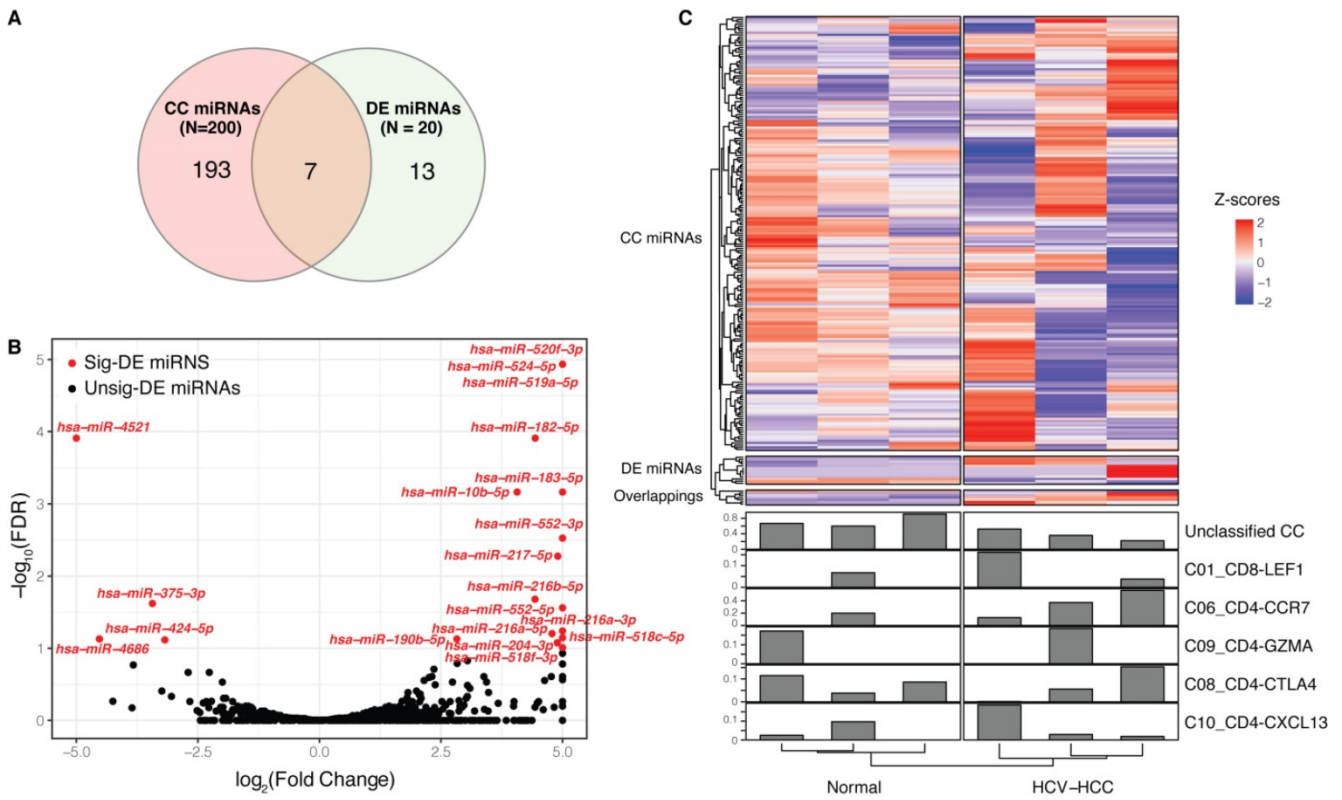 A
CC miRNAs
(N=200)
DE miRNAs
(N = 20)
193
7
13
B
Sig-DE miRNS
Unsig-DE miRNAs
hsa-miR-520f-3p
hsa-miR-524-5p
hsa-miR-519a-5p
hsa-miR-4521
hsa-miR-182-5p
hsa-miR-183-5p
hsa-miR-10b-5p
hsa-miR-552-3p
hsa-miR-217-5p
hsa-miR-375-3p
hsa-miR-216b-5p
hsa-miR-552-5p
hsa-miR-216a-3p
hsa-miR-424-5p
hsa-miR-216a-5p
hsa-miR-190b-5p
hsa-miR-518c-5p
hsa-miR-4686
hsa-miR-204-3p
hsa-miR-518f-3p
5
4
3
2
1
0
−log10(FDR)
−5.0
−2.5
0.0
2.5
5.0
log2(Fold Change)
C
CC miRNAs
DE miRNAs
Overlappings
Z-scores
2
1
0
−1
−2
0.8
0.4
0
Unclassified CC
0.1
0
C01_CD8-LEF1
0.4
0.2
0
C06_CD4-CCR7
0.1
0
C09_CD4-GZMA
0.1
0
C08_CD4-CTLA4
0.1
0
C10_CD4-CXCL13
Normal
HCV−HCC